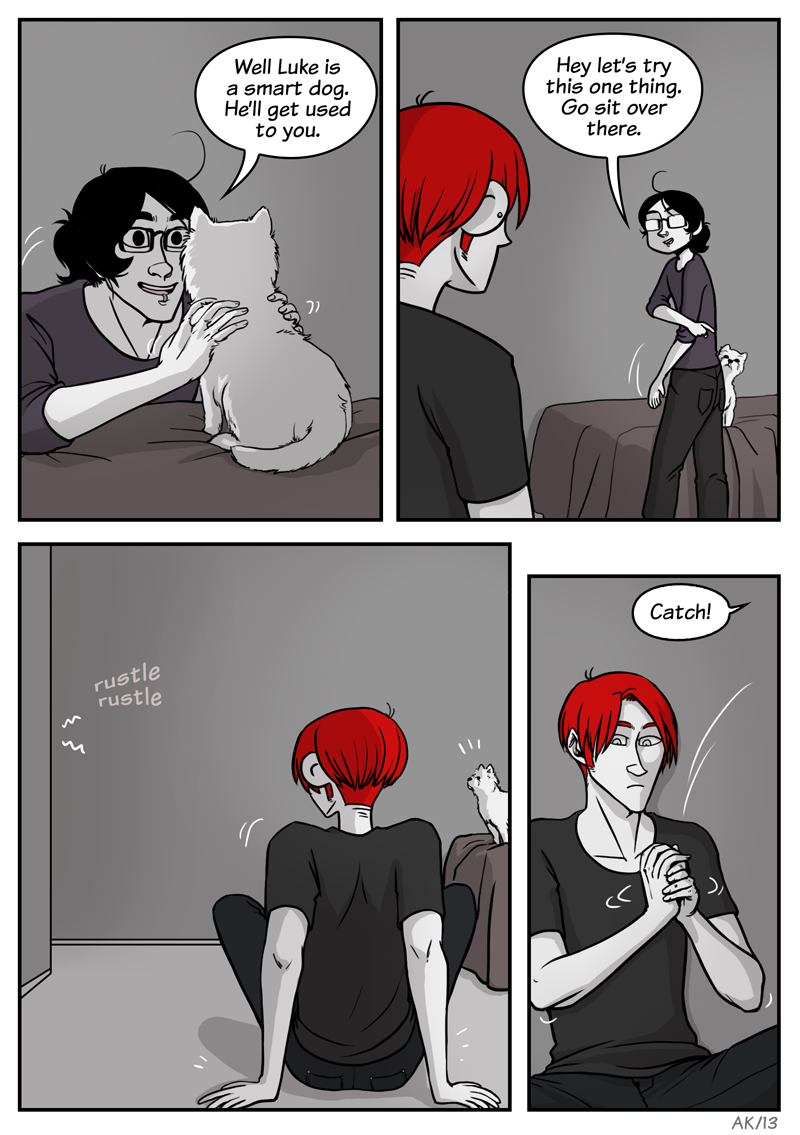 Well Luke is
a smart dog.
He'll get used
to you.
Hey let's try
this one thing.
Go sit over
there.
rustle
rustle
Catch!
AK/13